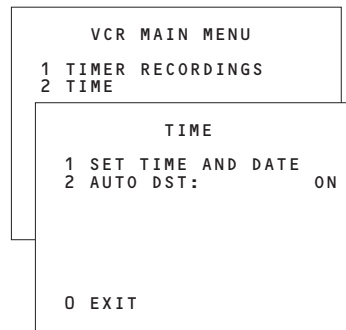 VCR MAIN MENU
1 TIMER RECORDINGS
2 TIME
TIME
1 SET TIME AND DATE
2 AUTO DST: ON
0 EXIT